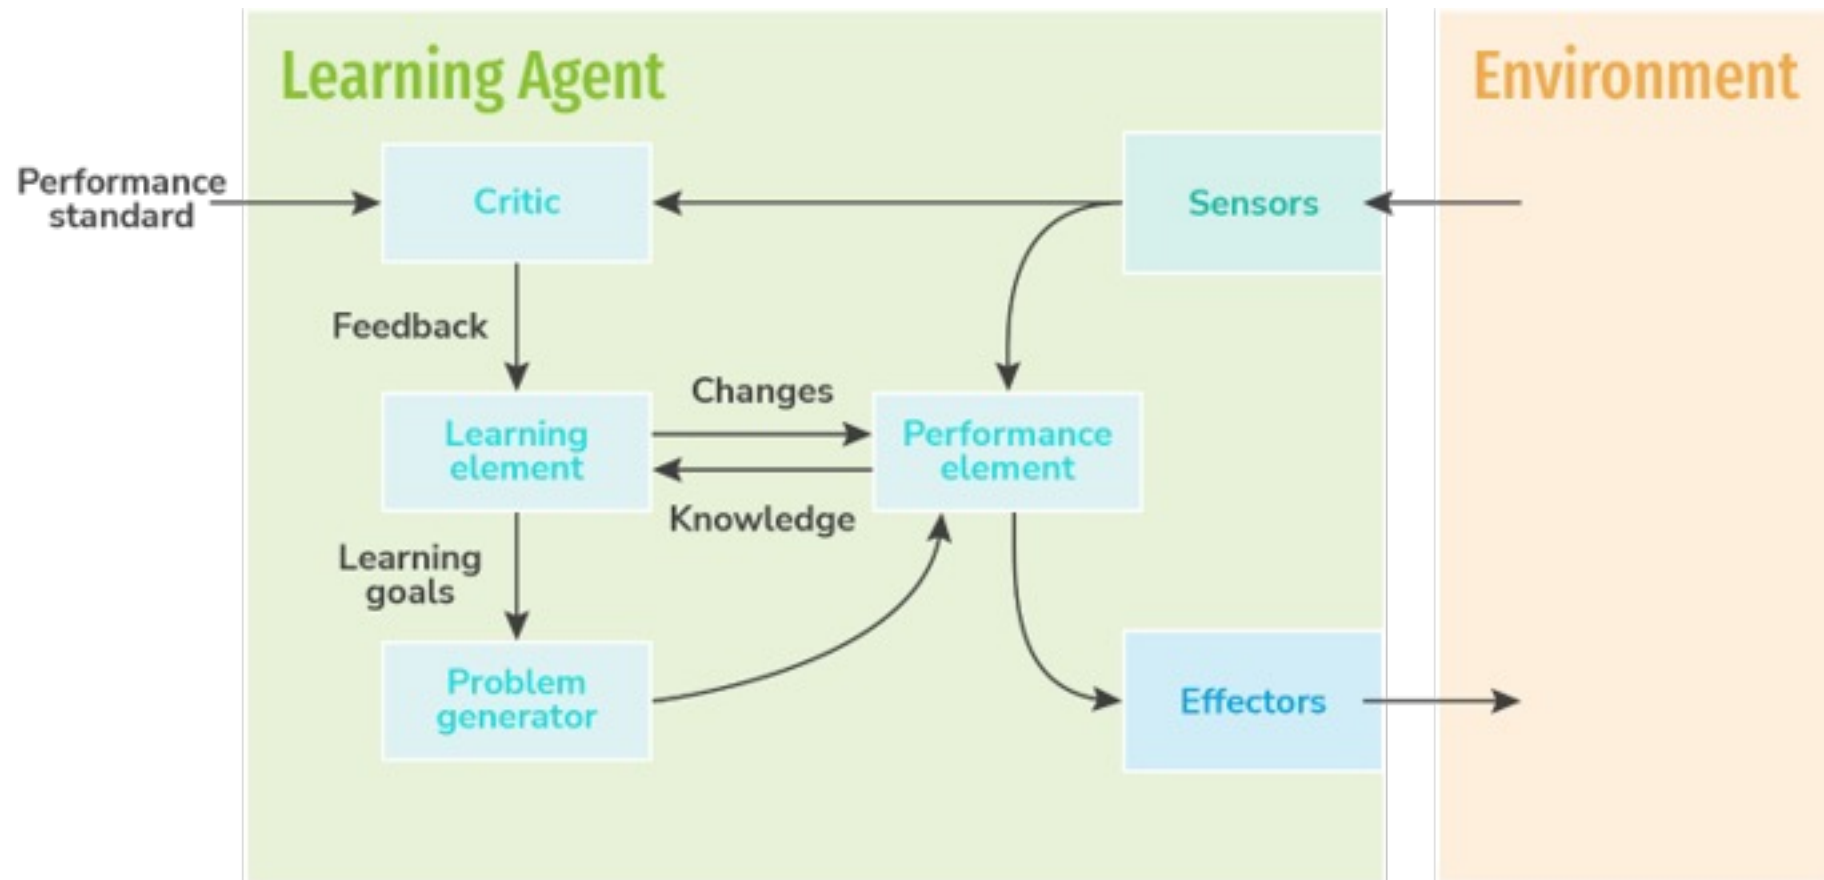 Learning Agent
Environment
Performance
standard
Critic
Sensors
Feedback
Changes
Learning
element
Performance
element
Knowledge
Learning
goals
Problem
generator
Effectors